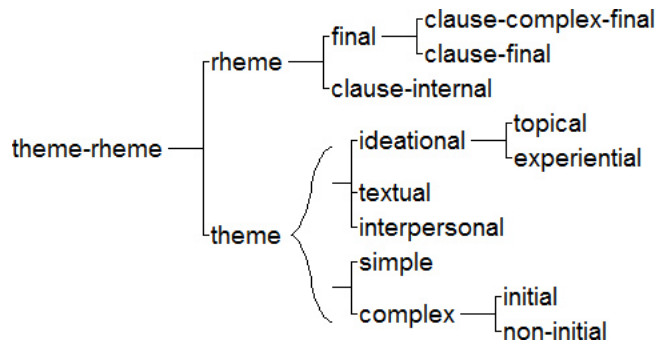 clause-complex-final
final
clause-final
rheme
clause-internal
topical
ideational
experiential
theme-rheme
textual
theme
interpersonal
simple
initial
complex
non-initial